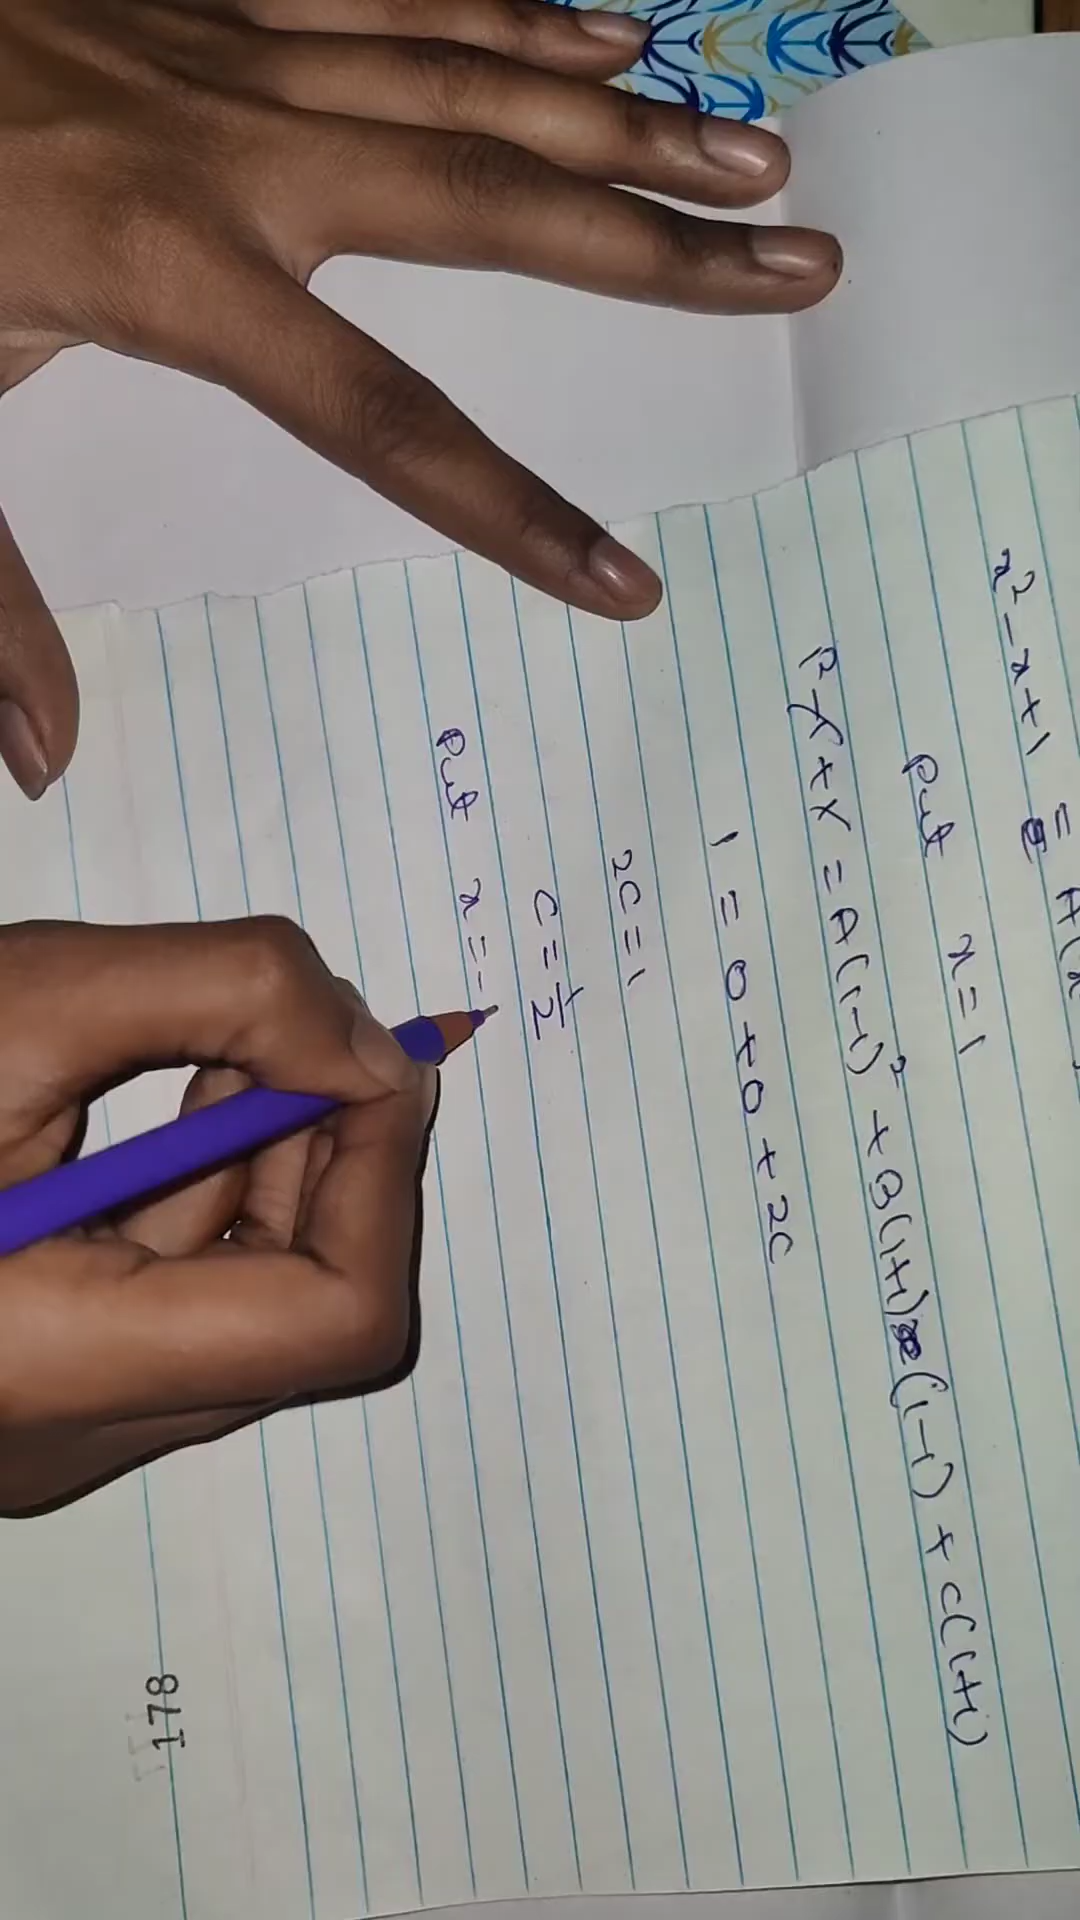 x² - x + 1 = A(x
put x = 1
1² - 1 + 1 = A(1-1)² + B(1+1)(1-1) + C(1+1)
1 = 0 + 0 + 2C
2C = 1
C = 1/2
put x = -1
178